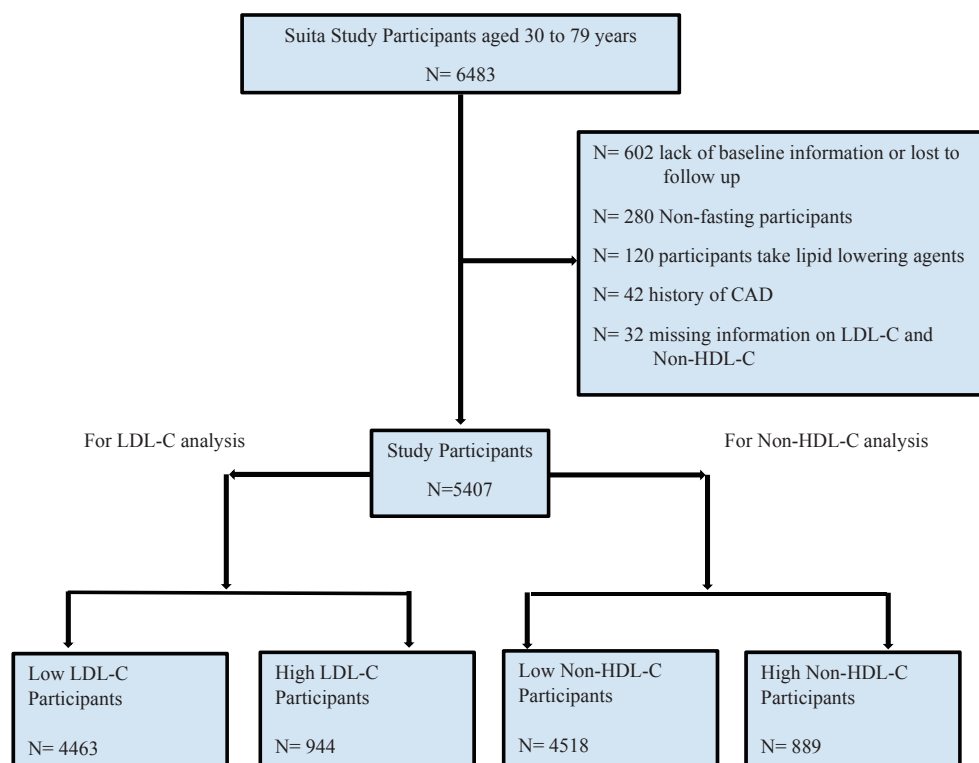 Suita Study Participants aged 30 to 79 years
N= 6483
N= 602 lack of baseline information or lost to
follow up
N= 280 Non-fasting participants
N= 120 participants take lipid lowering agents
N= 42 history of CAD
N= 32 missing information on LDL-C and
Non-HDL-C
For LDL-C analysis
For Non-HDL-C analysis
Study Participants
N=5407
Low LDL-C
Participants
N= 4463
High LDL-C
Participants
N= 944
Low Non-HDL-C
Participants
N= 4518
High Non-HDL-C
Participants
N= 889